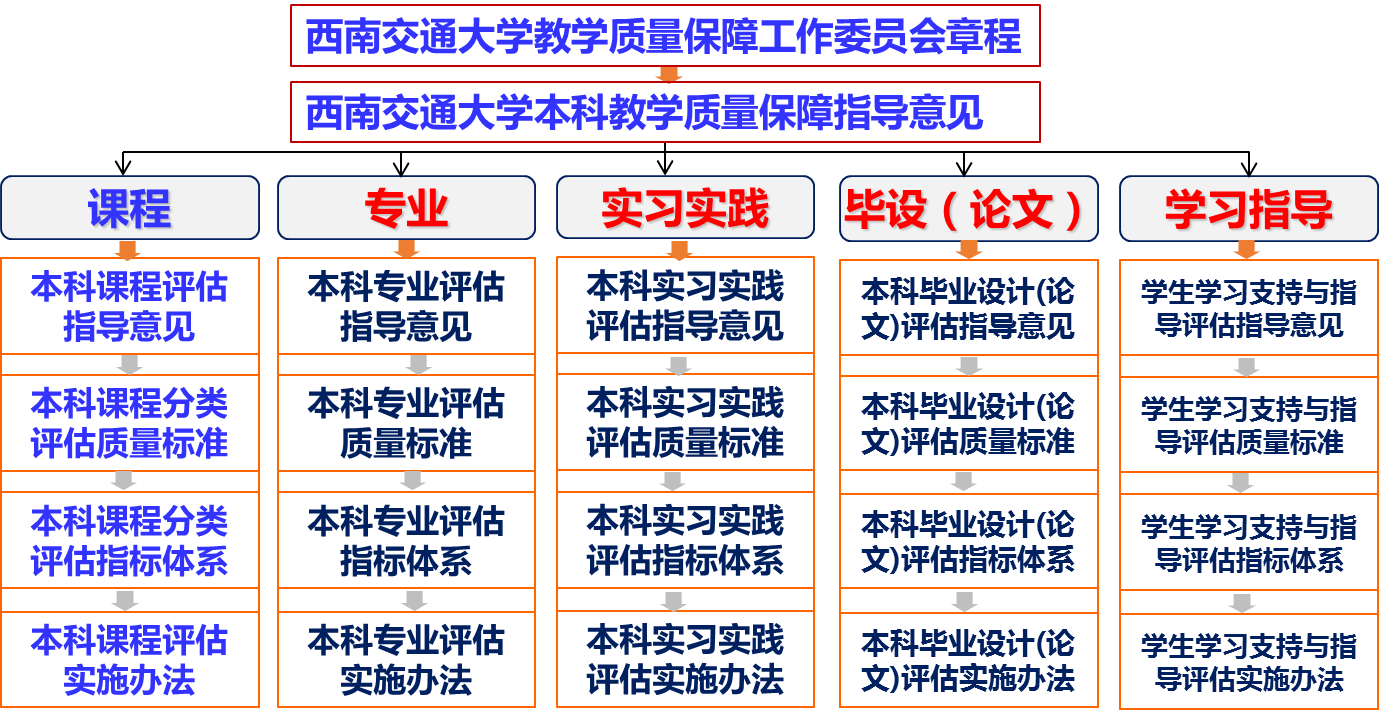 西南交通大学教学质量保障工作委员会章程
西南交通大学本科教学质量保障指导意见
课程
专业
实习实践
毕设（论文）
学习指导
本科课程评估
指导意见
本科专业评估
指导意见
本科实习实践
评估指导意见
本科毕业设计(论
文)评估指导意见
学生学习支持与指
导评估指导意见
本科课程分类
评估质量标准
本科专业评估
质量标准
本科实习实践
评估质量标准
本科毕业设计(论
文)评估质量标准
学生学习支持与指
导评估质量标准
本科课程分类
评估指标体系
本科专业评估
指标体系
本科实习实践
评估指标体系
本科毕业设计(论
文)评估指标体系
学生学习支持与指
导评估指标体系
本科课程评估
实施办法
本科专业评估
实施办法
本科实习实践
评估实施办法
本科毕业设计(论
文)评估实施办法
学生学习支持与指
导评估实施办法